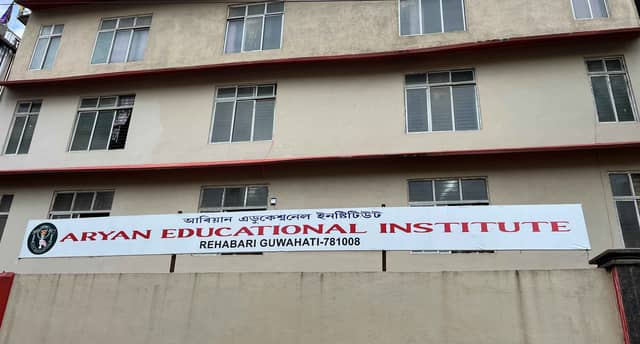 আৰিয়ান এডুকেশ্বনেল ইনষ্টিটিউট
ARYAN EDUCATIONAL INSTITUTE
REHABARI GUWAHATI-781008